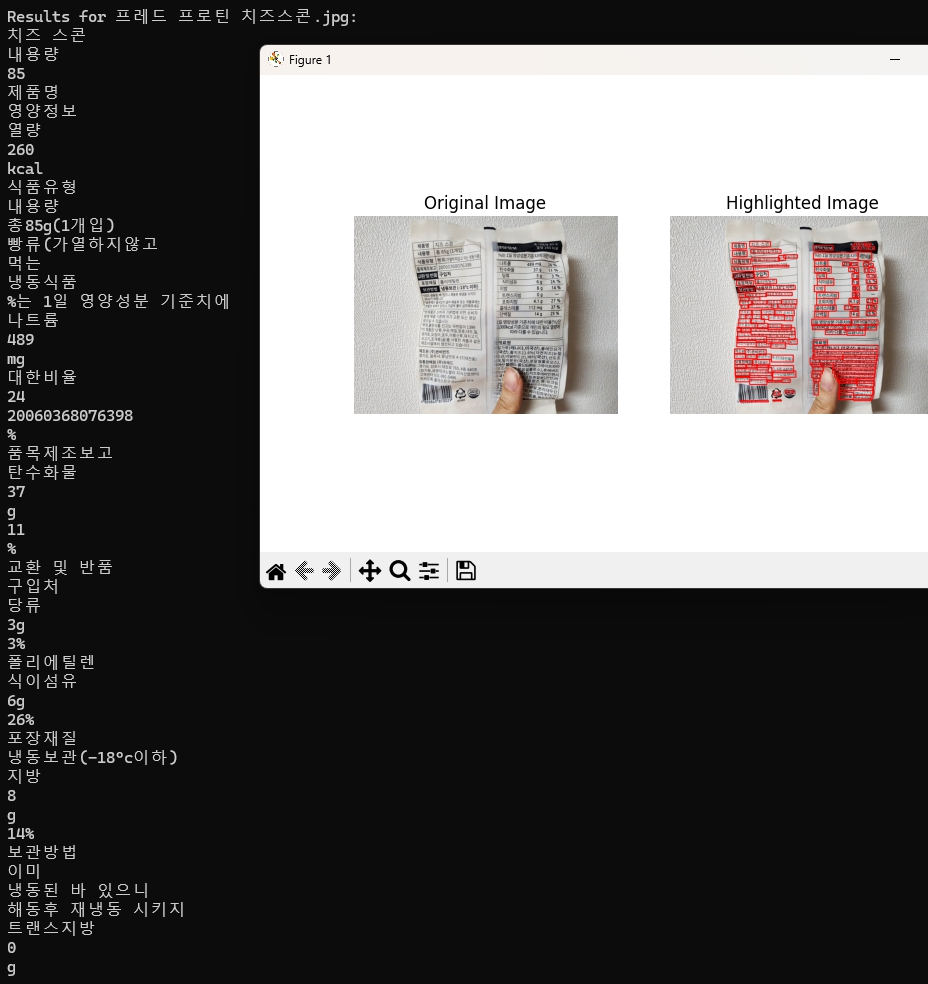 Results for 프레드 프로틴 치즈스콘.jpg:
치즈 스콘
내용량
85
제품명
영양정보
열량
260
kcal
식품유형
내용량
총85g(1개입)
빵류(가열하지않고
먹는
냉동식품
%는 1일 영양성분 기준치에
나트륨
489
mg
대한비율
24
20060368076398
%
품목제조보고
탄수화물
37
g
11
%
교환 및 반품
구입처
당류
3g
3%
폴리에틸렌
식이섬유
6g
26%
포장재질
냉동보관(-18°c이하)
지방
8
g
14%
보관방법
이미
냉동된 바 있으니
해동후 재냉동 시키지
트랜스지방
0
g
Figure 1
Original Image
Highlighted Image